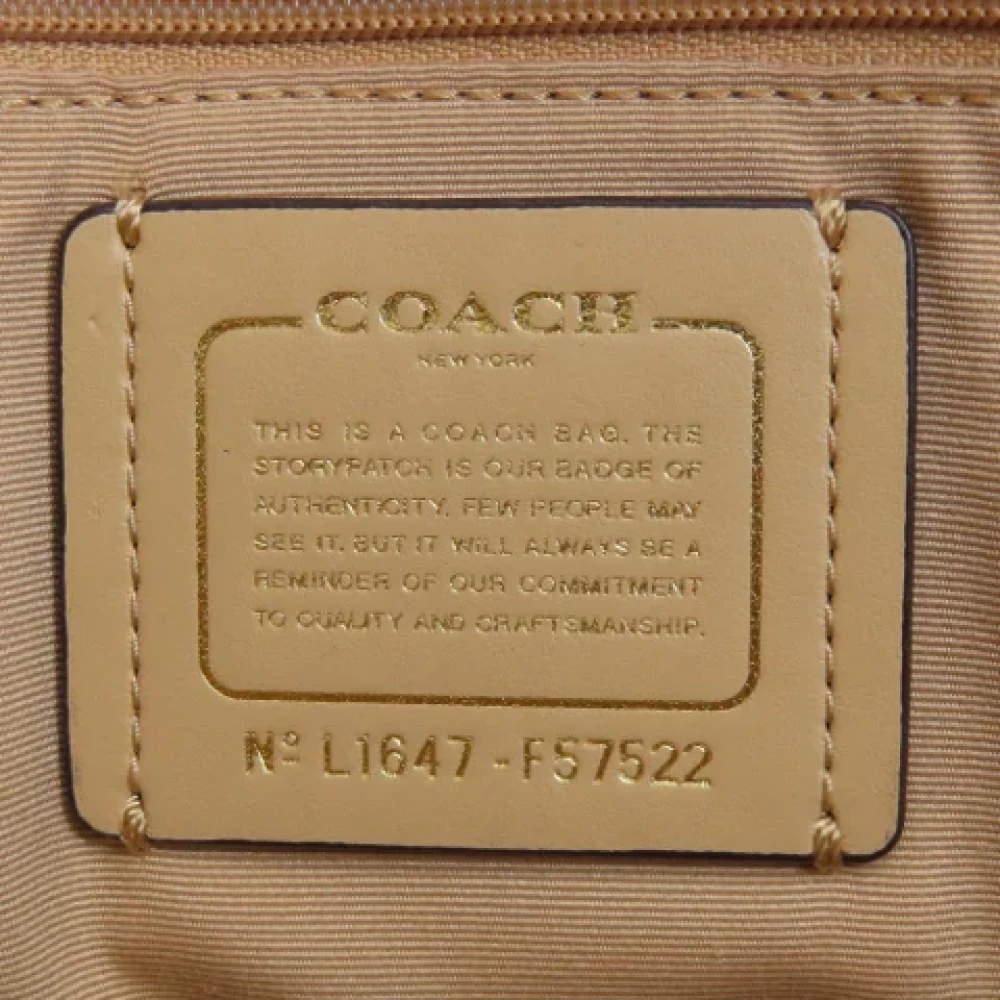 COACH
NEW YORK
THIS IS A COACH BAG. THE
STORYPATCH IS OUR BADGE OF
AUTHENTICITY. FEW PEOPLE MAY
SEE IT. BUT IT WILL ALWAYS BE A
REMINDER OF OUR COMMITMENT
TO QUALITY AND CRAFTSMANSHIP.
Nº L1647 - F57522